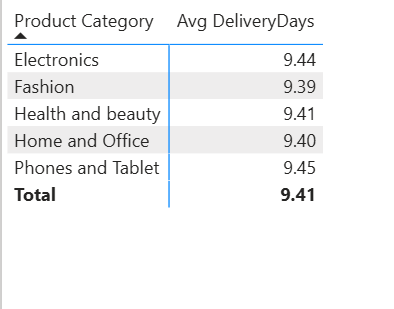 Product Category Avg DeliveryDays
Electronics 9.44
Fashion 9.39
Health and beauty 9.41
Home and Office 9.40
Phones and Tablet 9.45
Total 9.41